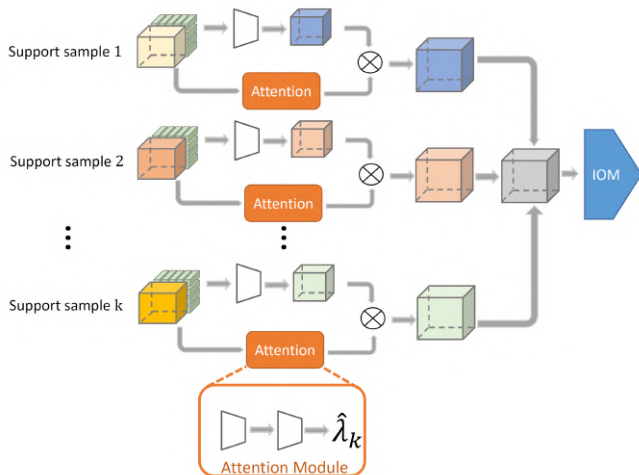 Support sample 1
Attention
Support sample 2
Attention
IOM
Support sample k
Attention
λ̂ₖ
Attention Module